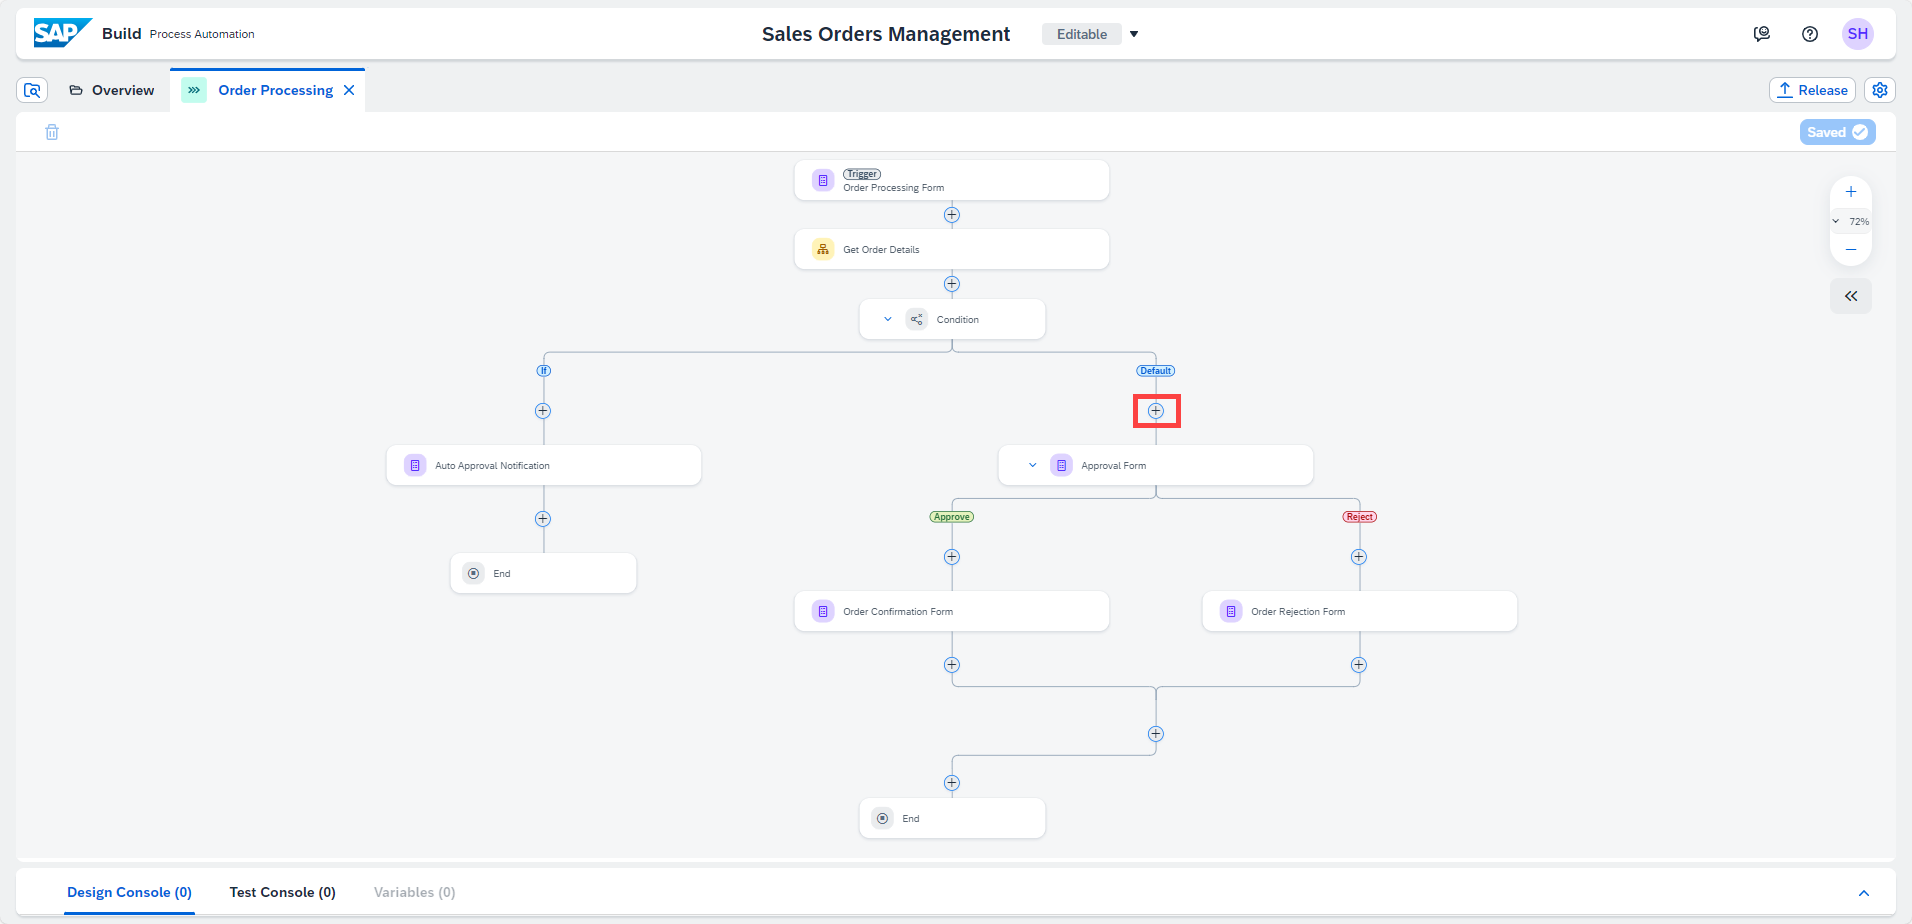 SAP Build Process Automation
Sales Orders Management
Editable
SH
Overview
Order Processing
Release
Saved
Trigger
Order Processing Form
72%
Get Order Details
Condition
If
Default
Auto Approval Notification
Approval Form
Approve
Reject
End
Order Confirmation Form
Order Rejection Form
End
Design Console (0)
Test Console (0)
Variables (0)